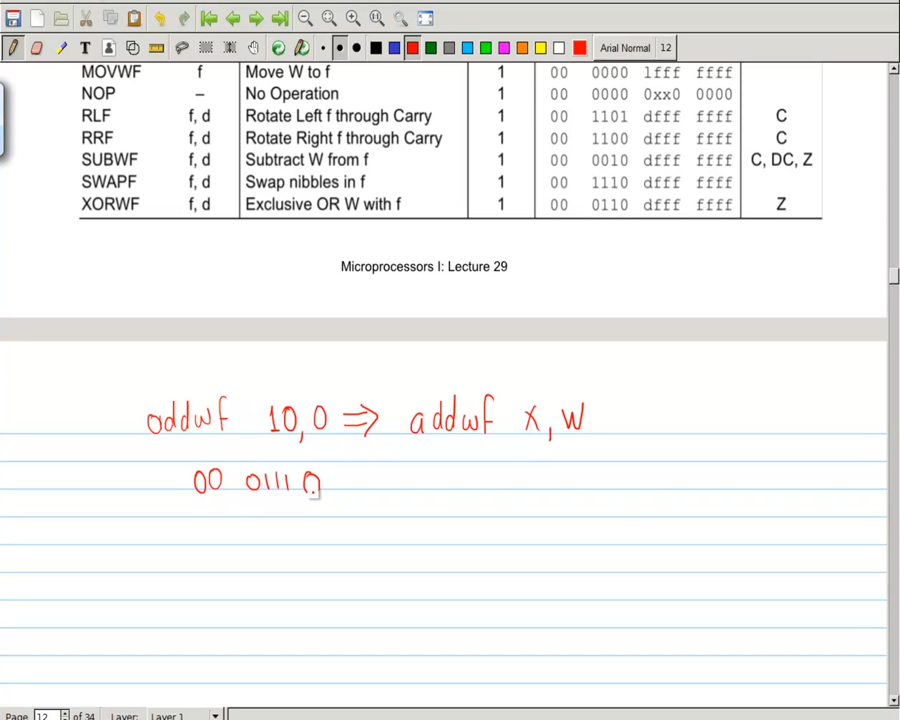 Arial Normal 12
MOVWF f Move W to f 1 00 0000 1fff ffff
NOP – No Operation 1 00 0000 0xx0 0000
RLF f, d Rotate Left f through Carry 1 00 1101 dfff ffff C
RRF f, d Rotate Right f through Carry 1 00 1100 dfff ffff C
SUBWF f, d Subtract W from f 1 00 0010 dfff ffff C, DC, Z
SWAPF f, d Swap nibbles in f 1 00 1110 dfff ffff
XORWF f, d Exclusive OR W with f 1 00 0110 dfff ffff Z
Microprocessors I: Lecture 29
addwf 10,0 ⇒ addwf x, W
00 0111 0
Page 12 of 34 Layer: Layer 1